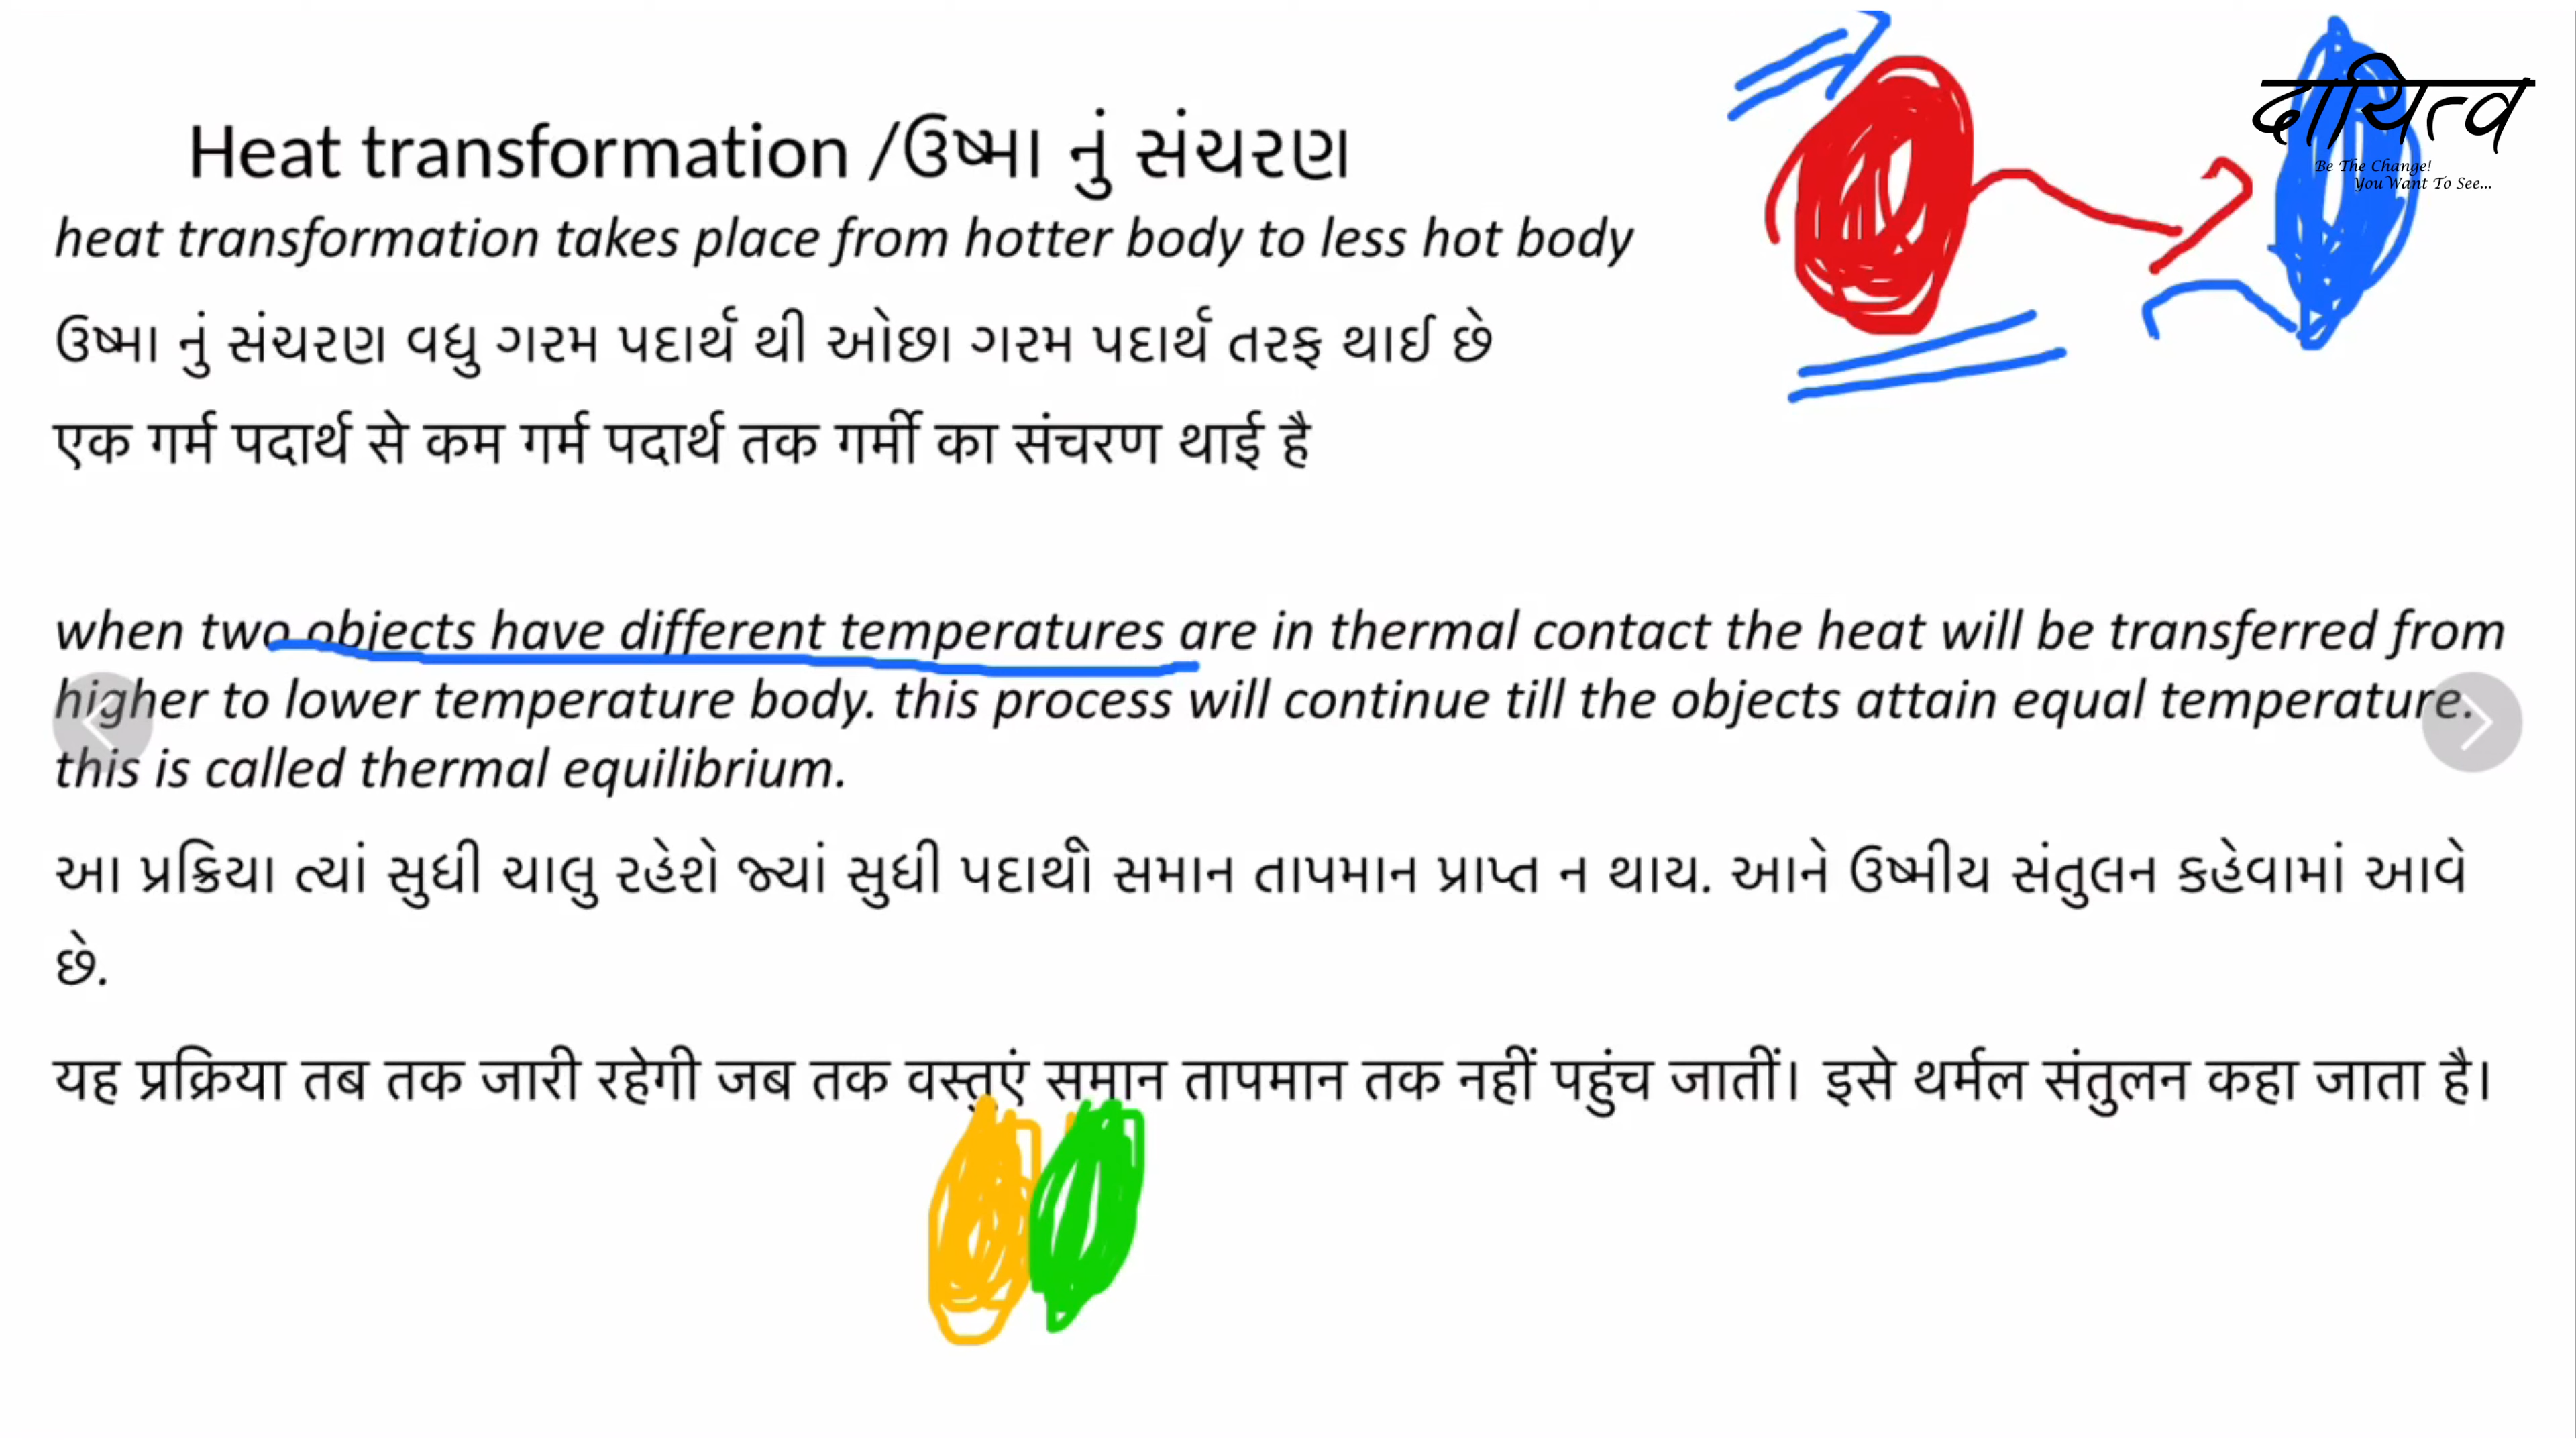 Heat transformation /ઉષ્મા નું સંચરણ
heat transformation takes place from hotter body to less hot body
ઉષ્મા નું સંચરણ વધુ ગરમ પદાર્થ થી ઓછા ગરમ પદાર્થ તરફ થાઈ છે
एक गर्म पदार्थ से कम गर्म पदार्थ तक गर्मी का संचरण थाई है
when two objects have different temperatures are in thermal contact the heat will be transferred from
higher to lower temperature body. this process will continue till the objects attain equal temperature.
this is called thermal equilibrium.
આ પ્રક્રિયા ત્યાં સુધી ચાલુ રહેશે જ્યાં સુધી પદાર્થો સમાન તાપમાન પ્રાપ્ત ન થાય. આને ઉષ્મીય સંતુલન કહેવામાં આવે
છે.
यह प्रक्रिया तब तक जारी रहेगी जब तक वस्तुएं समान तापमान तक नहीं पहुंच जातीं। इसे थर्मल संतुलन कहा जाता है।
दायित्व
Be The Change!
You Want To See...